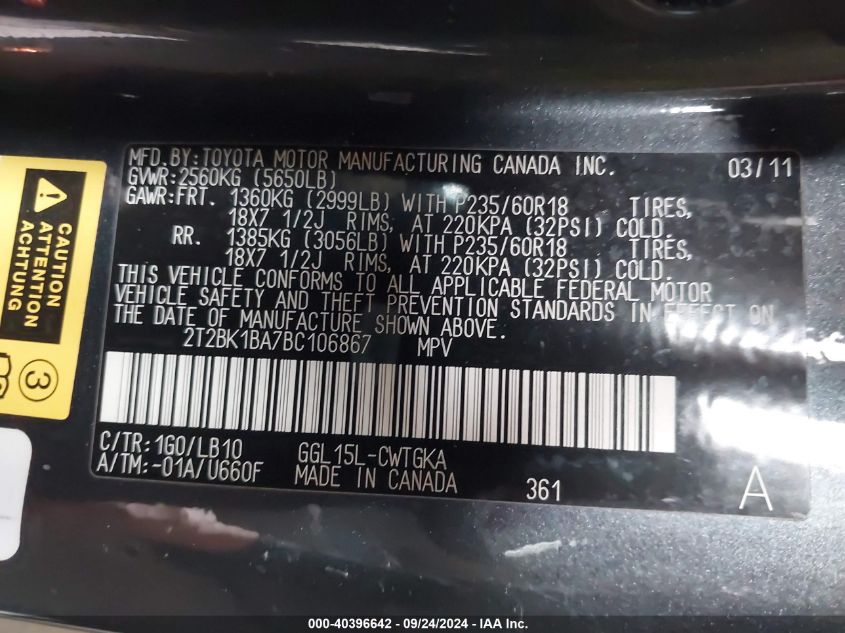 MFD.BY:TOYOTA MOTOR MANUFACTURING CANADA INC. 03/11
GVWR:2560KG (5650LB)
GAWR:FRT. 1360KG (2999LB) WITH P235/60R18 TIRES,
18X7 1/2J RIMS, AT 220KPA (32PSI) COLD.
RR. 1385KG (3056LB) WITH P235/60R18 TIRES,
18X7 1/2J RIMS, AT 220KPA (32PSI) COLD.
THIS VEHICLE CONFORMS TO ALL APPLICABLE FEDERAL MOTOR
VEHICLE SAFETY AND THEFT PREVENTION STANDARDS IN EFFECT ON
THE DATE OF MANUFACTURE SHOWN ABOVE.
2T2BK1BA7BC106867 MPV
C/TR:1G0/LB10 GGL15L-CWTGKA
A/TM:-01A/U660F MADE IN CANADA 361 A
CAUTION
ATTENTION
ACHTUNG
3
000-40396642 - 09/24/2024 - IAA Inc.